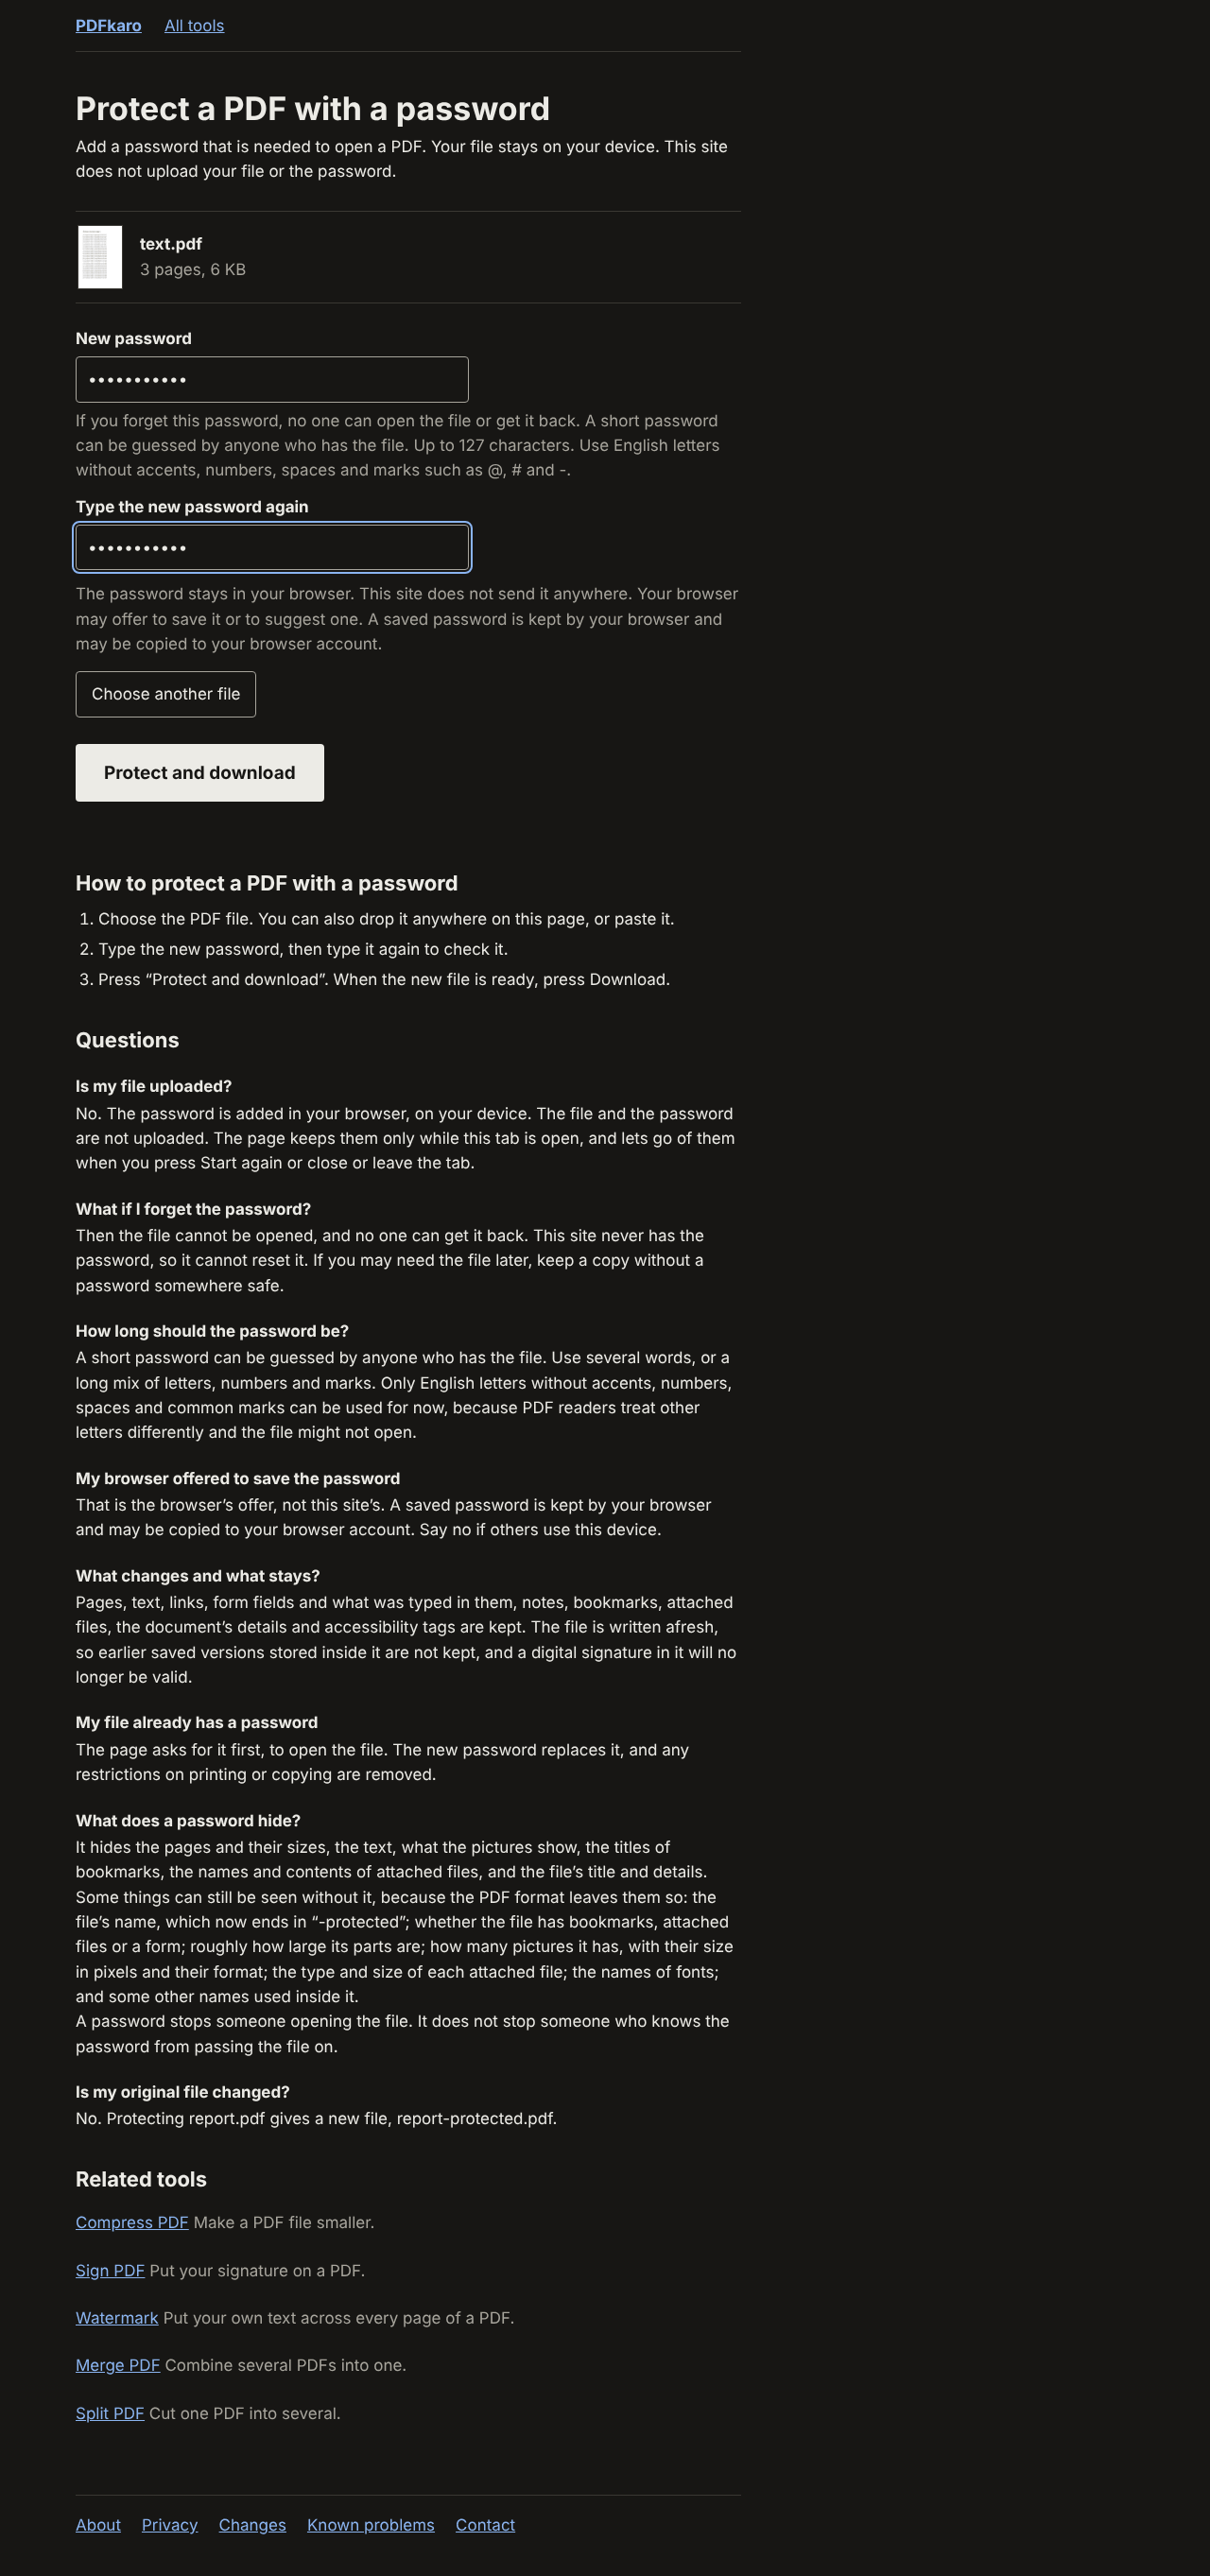 PDFkaro All tools
Protect a PDF with a password
Add a password that is needed to open a PDF. Your file stays on your device. This site
does not upload your file or the password.
text.pdf
3 pages, 6 KB
New password
•••••••••••
If you forget this password, no one can open the file or get it back. A short password
can be guessed by anyone who has the file. Up to 127 characters. Use English letters
without accents, numbers, spaces and marks such as @, # and -.
Type the new password again
•••••••••••
The password stays in your browser. This site does not send it anywhere. Your browser
may offer to save it or to suggest one. A saved password is kept by your browser and
may be copied to your browser account.
Choose another file
Protect and download
How to protect a PDF with a password
1. Choose the PDF file. You can also drop it anywhere on this page, or paste it.
2. Type the new password, then type it again to check it.
3. Press “Protect and download”. When the new file is ready, press Download.
Questions
Is my file uploaded?
No. The password is added in your browser, on your device. The file and the password
are not uploaded. The page keeps them only while this tab is open, and lets go of them
when you press Start again or close or leave the tab.
What if I forget the password?
Then the file cannot be opened, and no one can get it back. This site never has the
password, so it cannot reset it. If you may need the file later, keep a copy without a
password somewhere safe.
How long should the password be?
A short password can be guessed by anyone who has the file. Use several words, or a
long mix of letters, numbers and marks. Only English letters without accents, numbers,
spaces and common marks can be used for now, because PDF readers treat other
letters differently and the file might not open.
My browser offered to save the password
That is the browser’s offer, not this site’s. A saved password is kept by your browser
and may be copied to your browser account. Say no if others use this device.
What changes and what stays?
Pages, text, links, form fields and what was typed in them, notes, bookmarks, attached
files, the document’s details and accessibility tags are kept. The file is written afresh,
so earlier saved versions stored inside it are not kept, and a digital signature in it will no
longer be valid.
My file already has a password
The page asks for it first, to open the file. The new password replaces it, and any
restrictions on printing or copying are removed.
What does a password hide?
It hides the pages and their sizes, the text, what the pictures show, the titles of
bookmarks, the names and contents of attached files, and the file’s title and details.
Some things can still be seen without it, because the PDF format leaves them so: the
file’s name, which now ends in “-protected”; whether the file has bookmarks, attached
files or a form; roughly how large its parts are; how many pictures it has, with their size
in pixels and their format; the type and size of each attached file; the names of fonts;
and some other names used inside it.
A password stops someone opening the file. It does not stop someone who knows the
password from passing the file on.
Is my original file changed?
No. Protecting report.pdf gives a new file, report-protected.pdf.
Related tools
Compress PDF Make a PDF file smaller.
Sign PDF Put your signature on a PDF.
Watermark Put your own text across every page of a PDF.
Merge PDF Combine several PDFs into one.
Split PDF Cut one PDF into several.
About Privacy Changes Known problems Contact